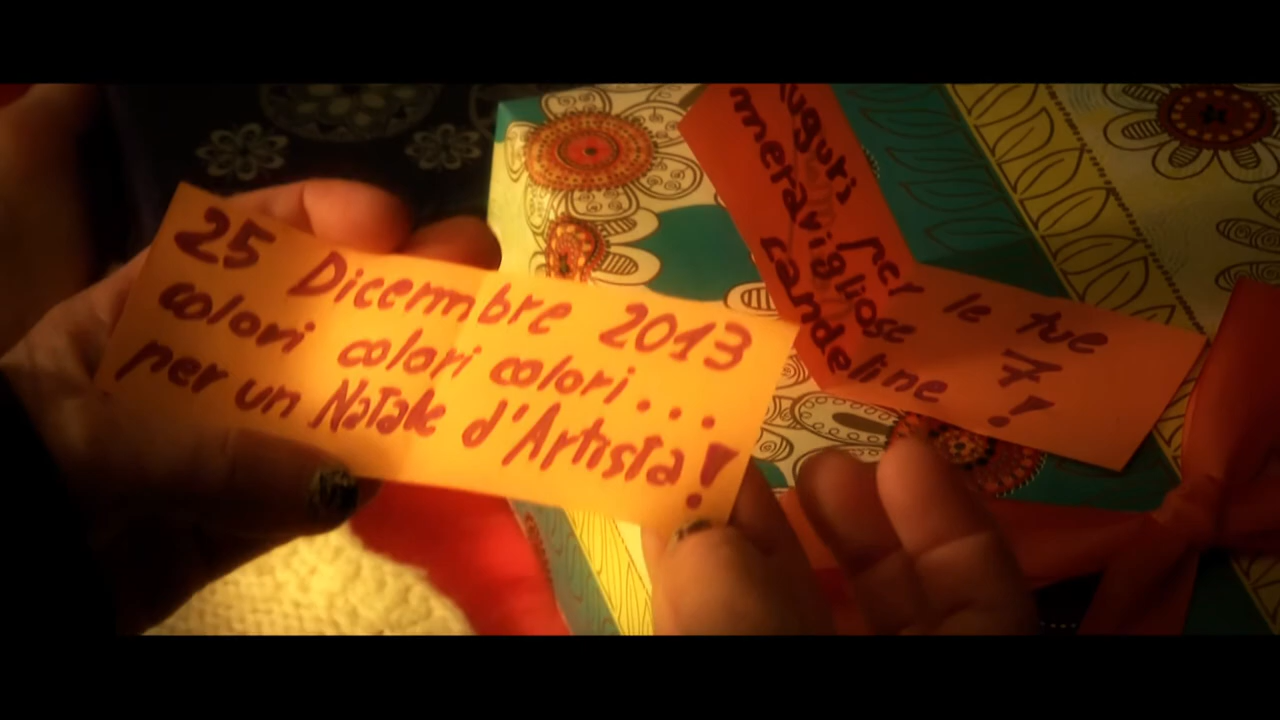 25 Dicembre 2013
colori colori colori...
per un Natale d'Artista!
Auguri per le tue
meravigliose 7
candeline !